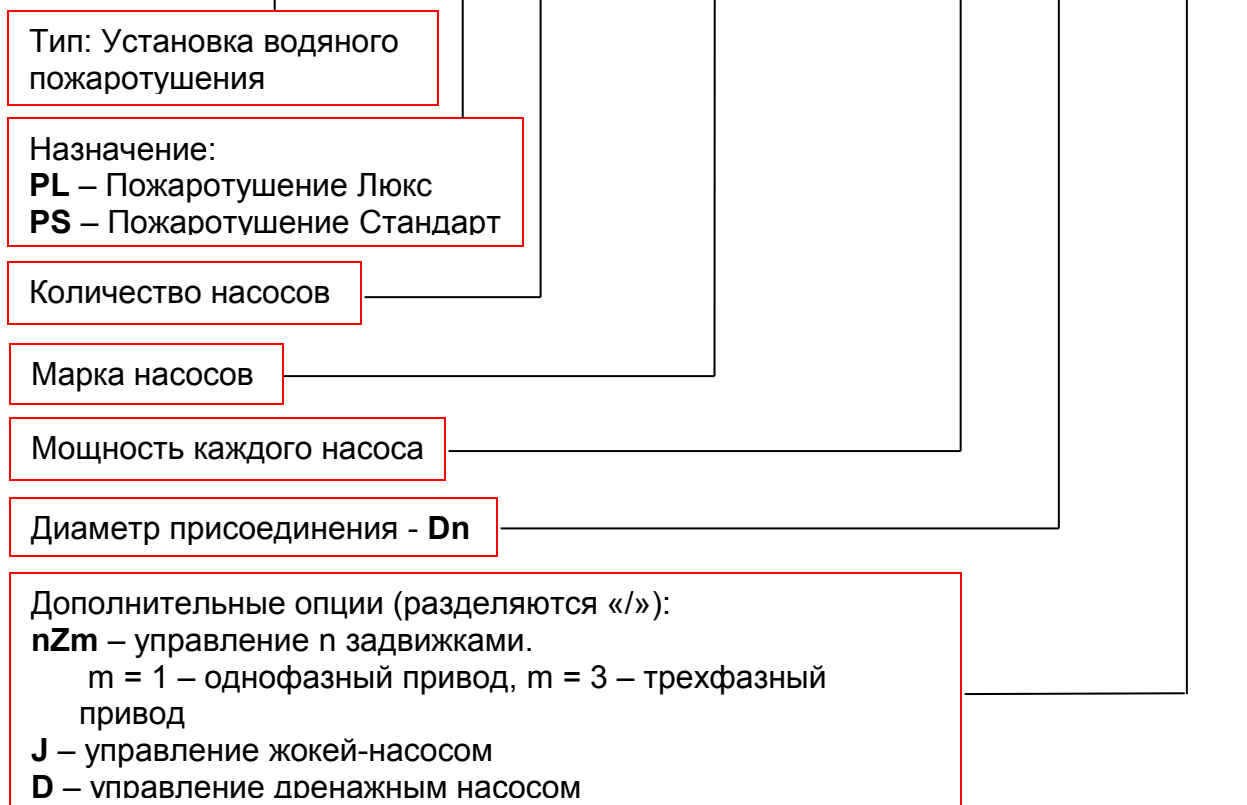 Тип: Установка водяного
пожаротушения
Назначение:
PL – Пожаротушение Люкс
PS – Пожаротушение Стандарт
Количество насосов
Марка насосов
Мощность каждого насоса
Диаметр присоединения - Dn
Дополнительные опции (разделяются «/»):
nZm – управление n задвижками.
m = 1 – однофазный привод, m = 3 – трехфазный
привод
J – управление жокей-насосом
D – управление дренажным насосом